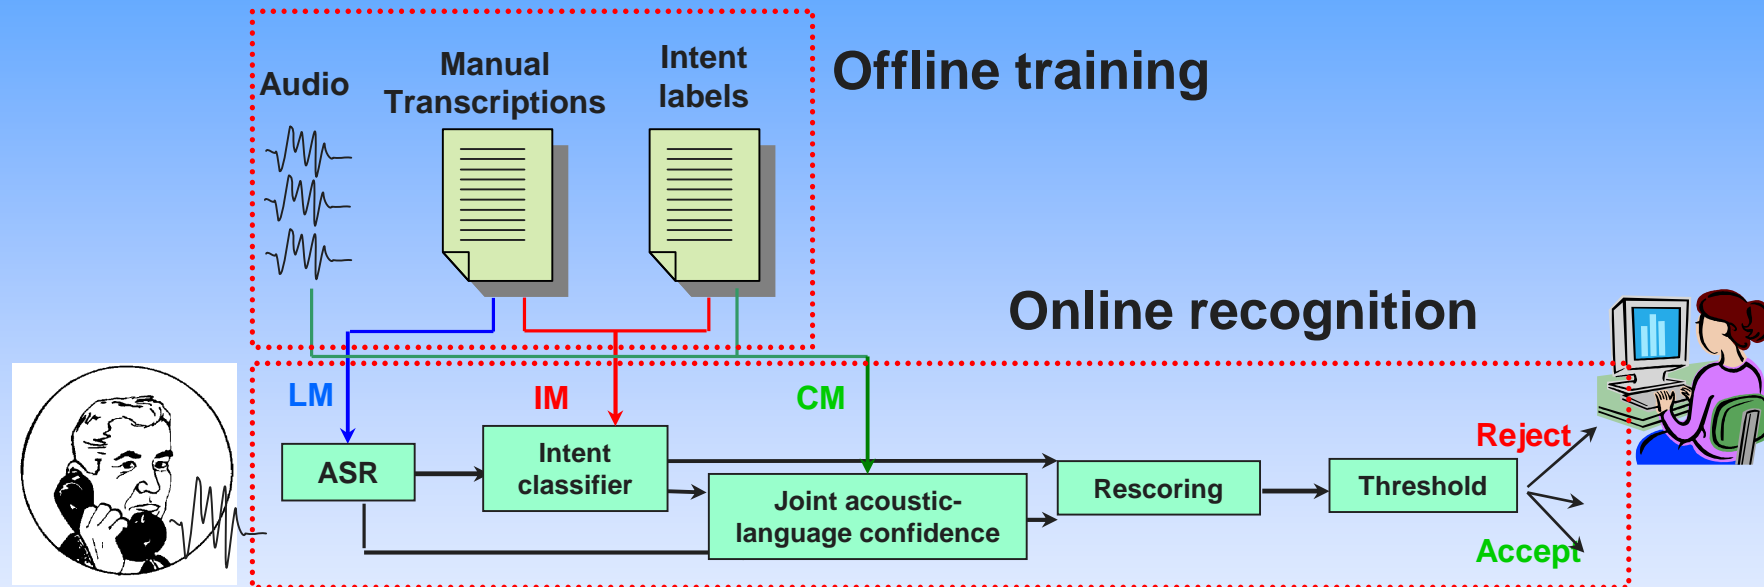 Offline training
Audio
Manual
Transcriptions
Intent
labels
Online recognition
LM
IM
CM
ASR
Intent
classifier
Joint acoustic-
language confidence
Rescoring
Threshold
Reject
Accept